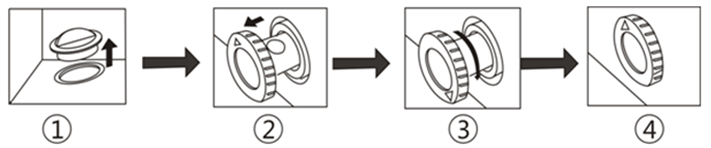 ① ② ③ ④